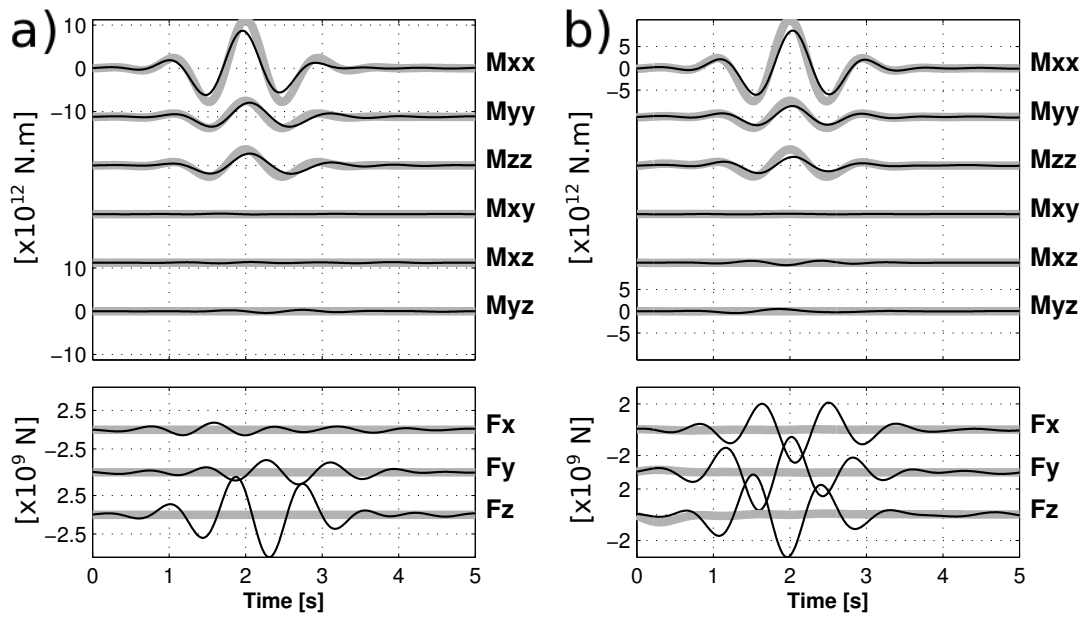 a)
10
0
−10
10
0
−10
[x10¹² N.m]
Mxx
Myy
Mzz
Mxy
Mxz
Myz
2.5
−2.5
2.5
−2.5
[x10⁹ N]
Fx
Fy
Fz
0 1 2 3 4 5
Time [s]
b)
5
0
−5
5
0
−5
[x10¹² N.m]
Mxx
Myy
Mzz
Mxy
Mxz
Myz
2
−2
2
−2
[x10⁹ N]
Fx
Fy
Fz
0 1 2 3 4 5
Time [s]